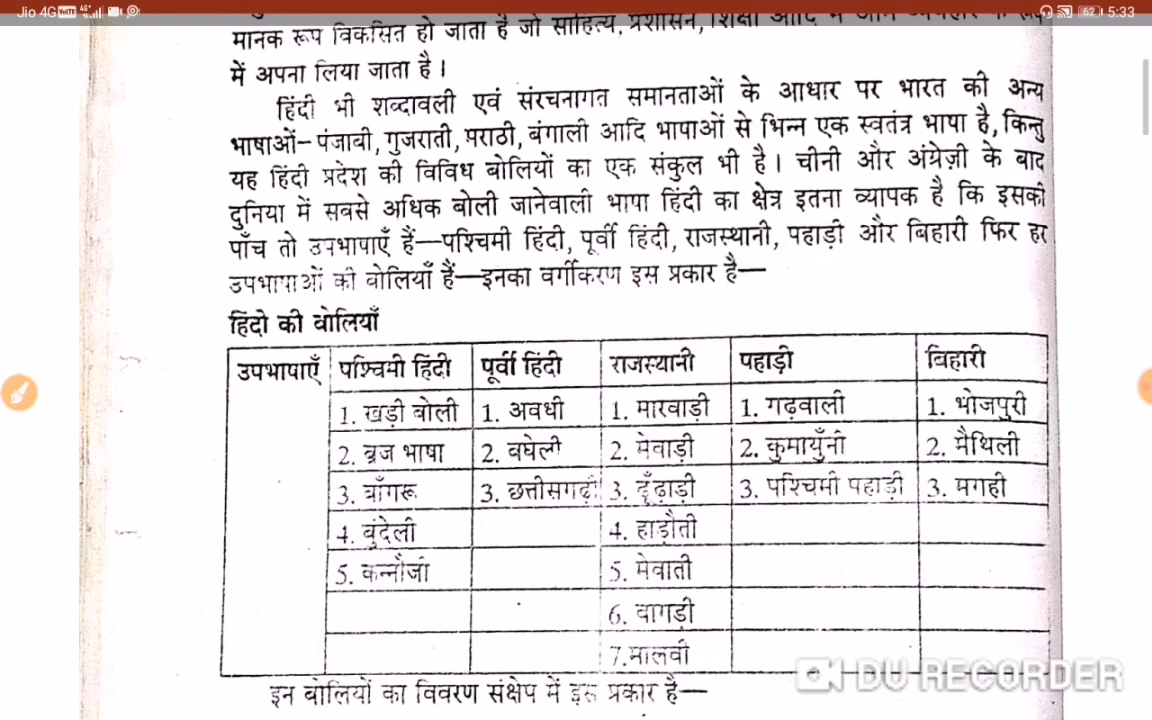 Jio 4G VoLTE 4G 62 5:33
मानक रूप विकसित हो जाता है जो साहित्य, प्रशासन, शिक्षा आदि में
में अपना लिया जाता है।
हिंदी भी शब्दावली एवं संरचनागत समानताओं के आधार पर भारत की अन्य
भाषाओं–पंजाबी, गुजराती, मराठी, बंगाली आदि भाषाओं से भिन्न एक स्वतंत्र भाषा है, किन्तु
यह हिंदी प्रदेश की विविध बोलियों का एक संकुल भी है। चीनी और अंग्रेज़ी के बाद
दुनिया में सबसे अधिक बोली जानेवाली भाषा हिंदी का क्षेत्र इतना व्यापक है कि इसकी
पाँच तो उपभाषाएँ हैं—पश्चिमी हिंदी, पूर्वी हिंदी, राजस्थानी, पहाड़ी और बिहारी फिर हर
उपभाषाओं की बोलियाँ हैं—इनका वर्गीकरण इस प्रकार है—
हिंदी की बोलियाँ
उपभाषाएँ पश्चिमी हिंदी पूर्वी हिंदी राजस्थानी पहाड़ी बिहारी
1. खड़ी बोली 1. अवधी 1. मारवाड़ी 1. गढ़वाली 1. भोजपुरी
2. ब्रज भाषा 2. बघेली 2. मेवाड़ी 2. कुमायुँनी 2. मैथिली
3. बाँगरू 3. छत्तीसगढ़ी 3. ढूँढ़ाड़ी 3. पश्चिमी पहाड़ी 3. मगही
4. बुंदेली 4. हाड़ौती
5. कन्नौजी 5. मेवाती
6. वागड़ी
7.मालवी
इन बोलियों का विवरण संक्षेप में इस प्रकार है—
DU RECORDER